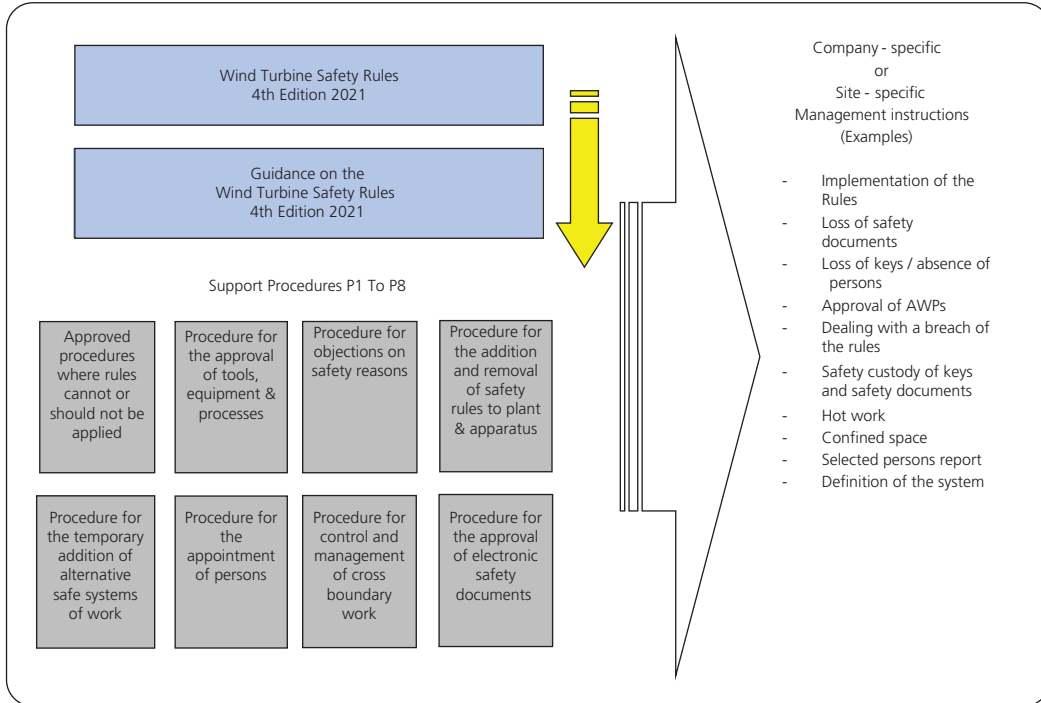 Wind Turbine Safety Rules
4th Edition 2021
Guidance on the
Wind Turbine Safety Rules
4th Edition 2021
Support Procedures P1 To P8
Approved
procedures
where rules
cannot or
should not be
applied
Procedure for
the approval
of tools,
equipment &
processes
Procedure for
objections on
safety reasons
Procedure for
the addition
and removal
of safety
rules to plant
& apparatus
Procedure for
the temporary
addition of
alternative
safe systems
of work
Procedure for
the
appointment
of persons
Procedure for
control and
management
of cross
boundary
work
Procedure for
the approval
of electronic
safety
documents
Company - specific
or
Site - specific
Management instructions
(Examples)
- Implementation of the
Rules
- Loss of safety
documents
- Loss of keys / absence of
persons
- Approval of AWPs
- Dealing with a breach of
the rules
- Safety custody of keys
and safety documents
- Hot work
- Confined space
- Selected persons report
- Definition of the system